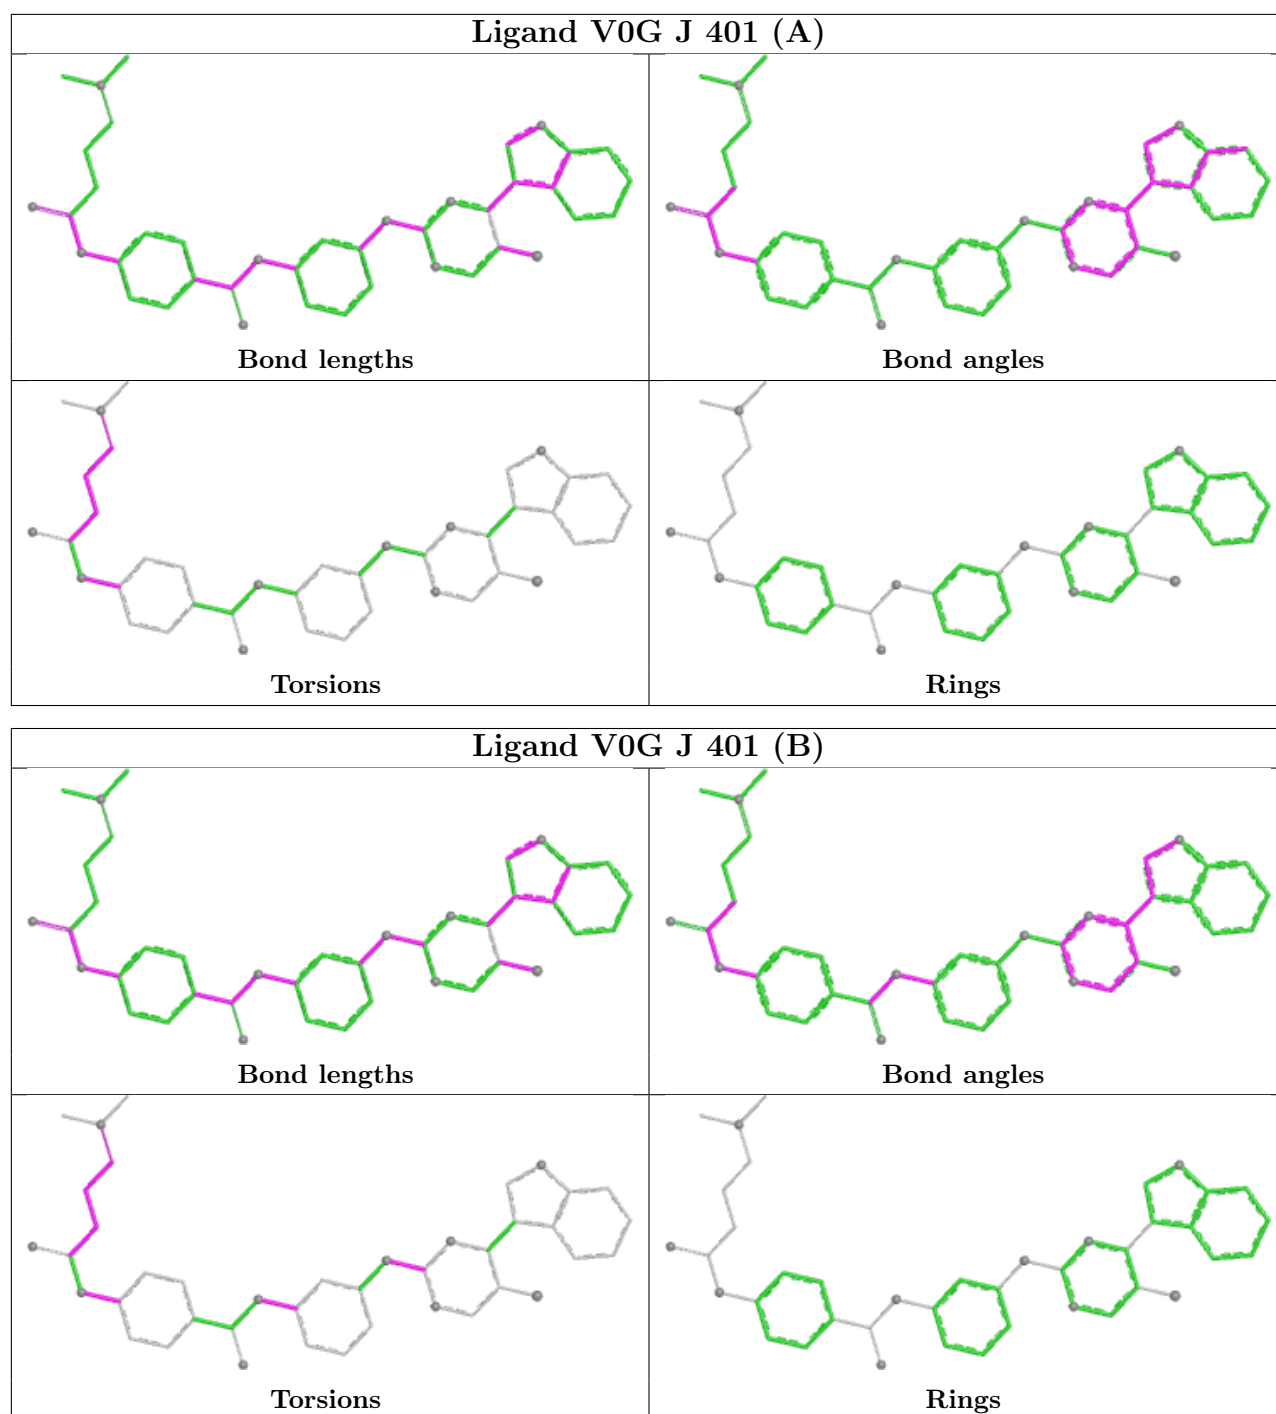 Ligand V0G J 401 (A)
Bond lengths
Bond angles
Torsions
Rings
Ligand V0G J 401 (B)
Bond lengths
Bond angles
Torsions
Rings